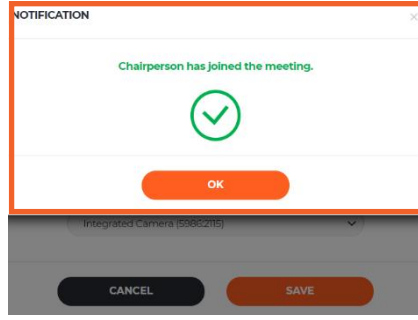 NOTIFICATION
Chairperson has joined the meeting.
OK
Integrated Camera (5986:2115)
CANCEL
SAVE